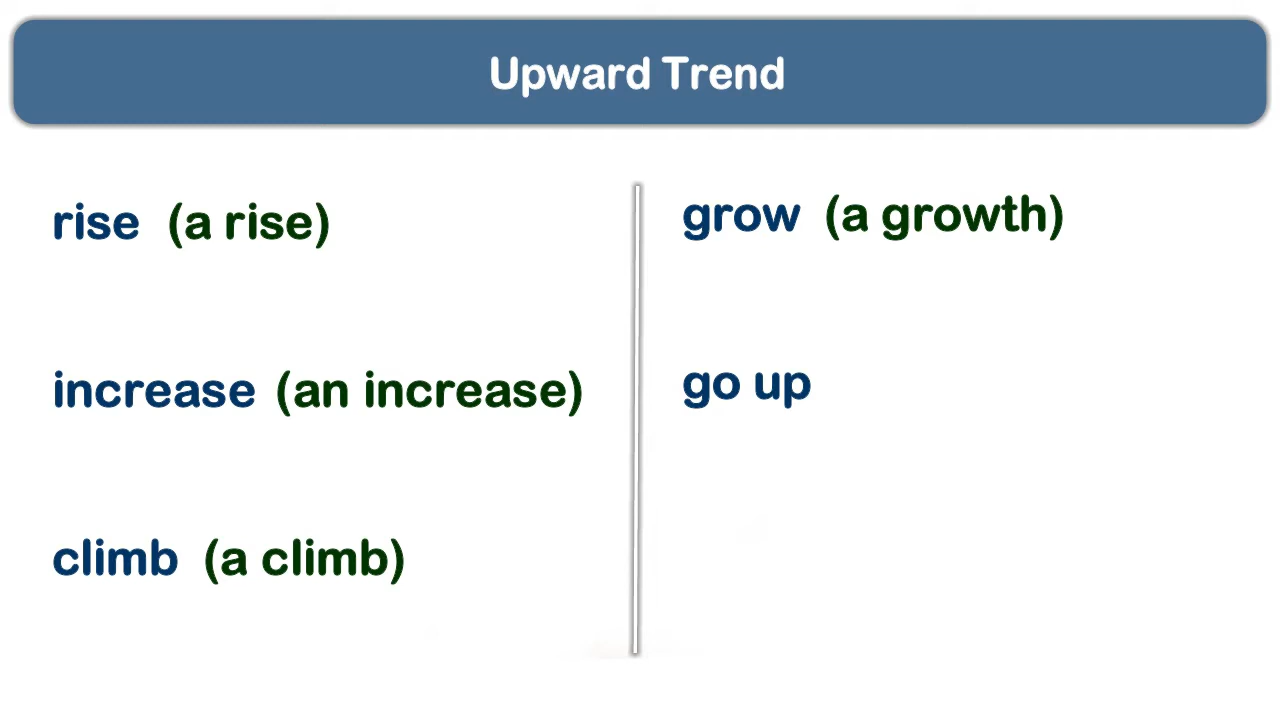 Upward Trend
rise (a rise)
increase (an increase)
climb (a climb)
grow (a growth)
go up